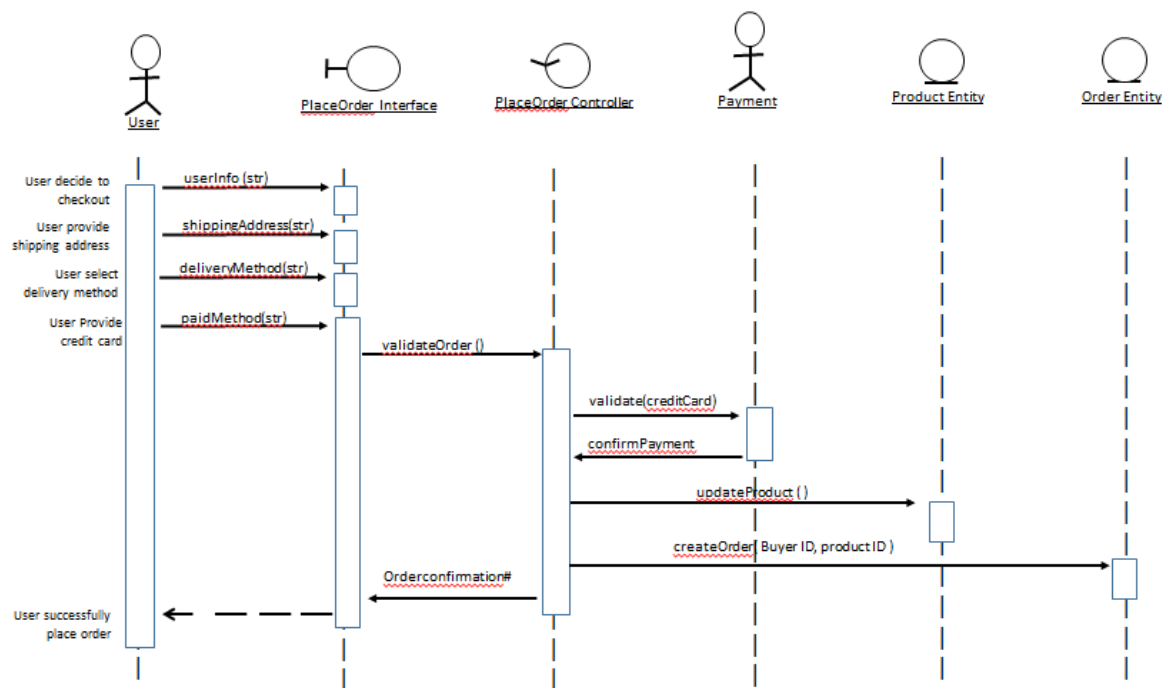 User
PlaceOrder Interface
PlaceOrder Controller
Payment
Product Entity
Order Entity
User decide to
checkout
userInfo (str)
User provide
shipping address
shippingAddress(str)
User select
delivery method
deliveryMethod(str)
User Provide
credit card
paidMethod(str)
validateOrder ()
validate(creditCard)
confirmPayment
updateProduct ( )
createOrder( Buyer ID, product ID )
Orderconfirmation#
User successfully
place order